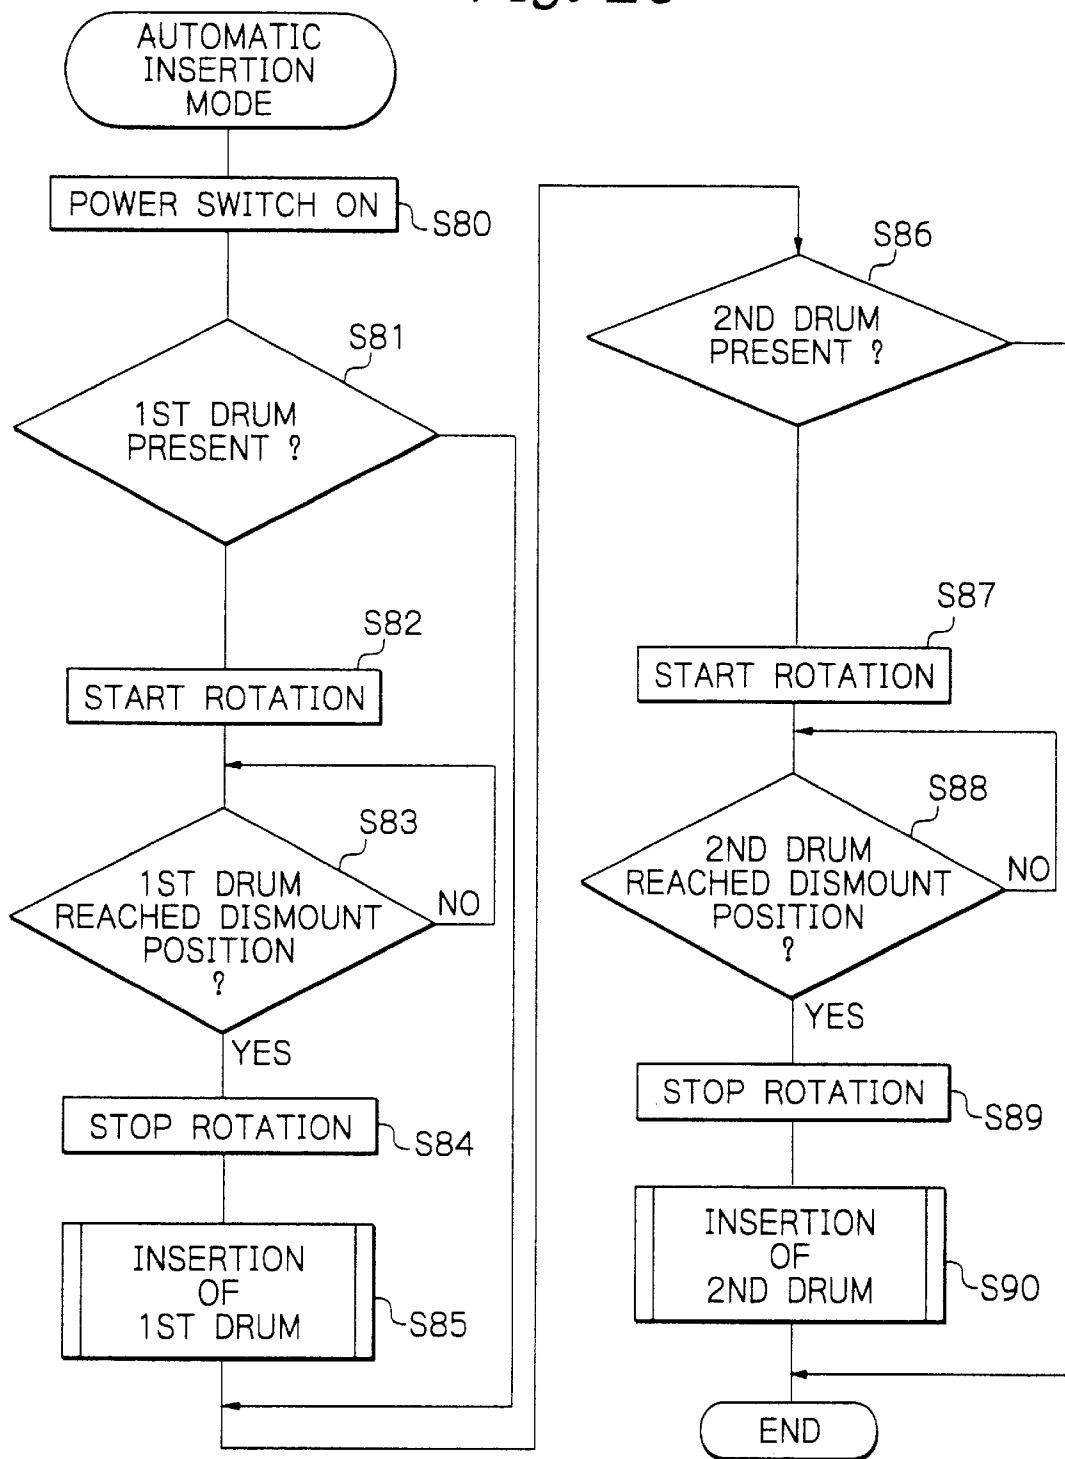 AUTOMATIC
INSERTION
MODE
POWER SWITCH ON
S80
S81
1ST DRUM
PRESENT ?
S82
START ROTATION
S83
1ST DRUM
REACHED DISMOUNT
POSITION
?
NO
YES
STOP ROTATION
S84
INSERTION
OF
1ST DRUM
S85
S86
2ND DRUM
PRESENT ?
S87
START ROTATION
S88
2ND DRUM
REACHED DISMOUNT
POSITION
?
NO
YES
STOP ROTATION
S89
INSERTION
OF
2ND DRUM
S90
END